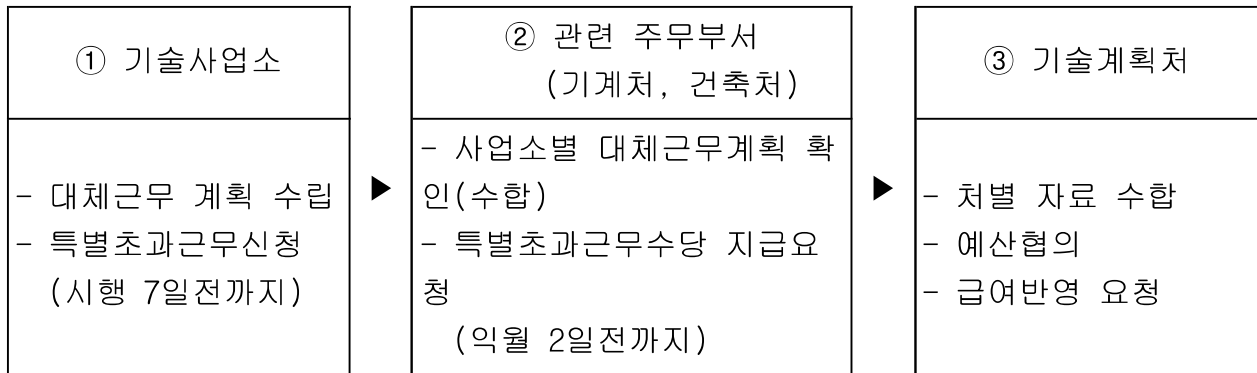 ① 기술사업소
- 대체근무 계획 수립
- 특별초과근무신청
(시행 7일전까지)
▶
② 관련 주무부서
(기계처, 건축처)
- 사업소별 대체근무계획 확
인(수합)
- 특별초과근무수당 지급요
청
(익월 2일전까지)
▶
③ 기술계획처
- 처별 자료 수합
- 예산협의
- 급여반영 요청